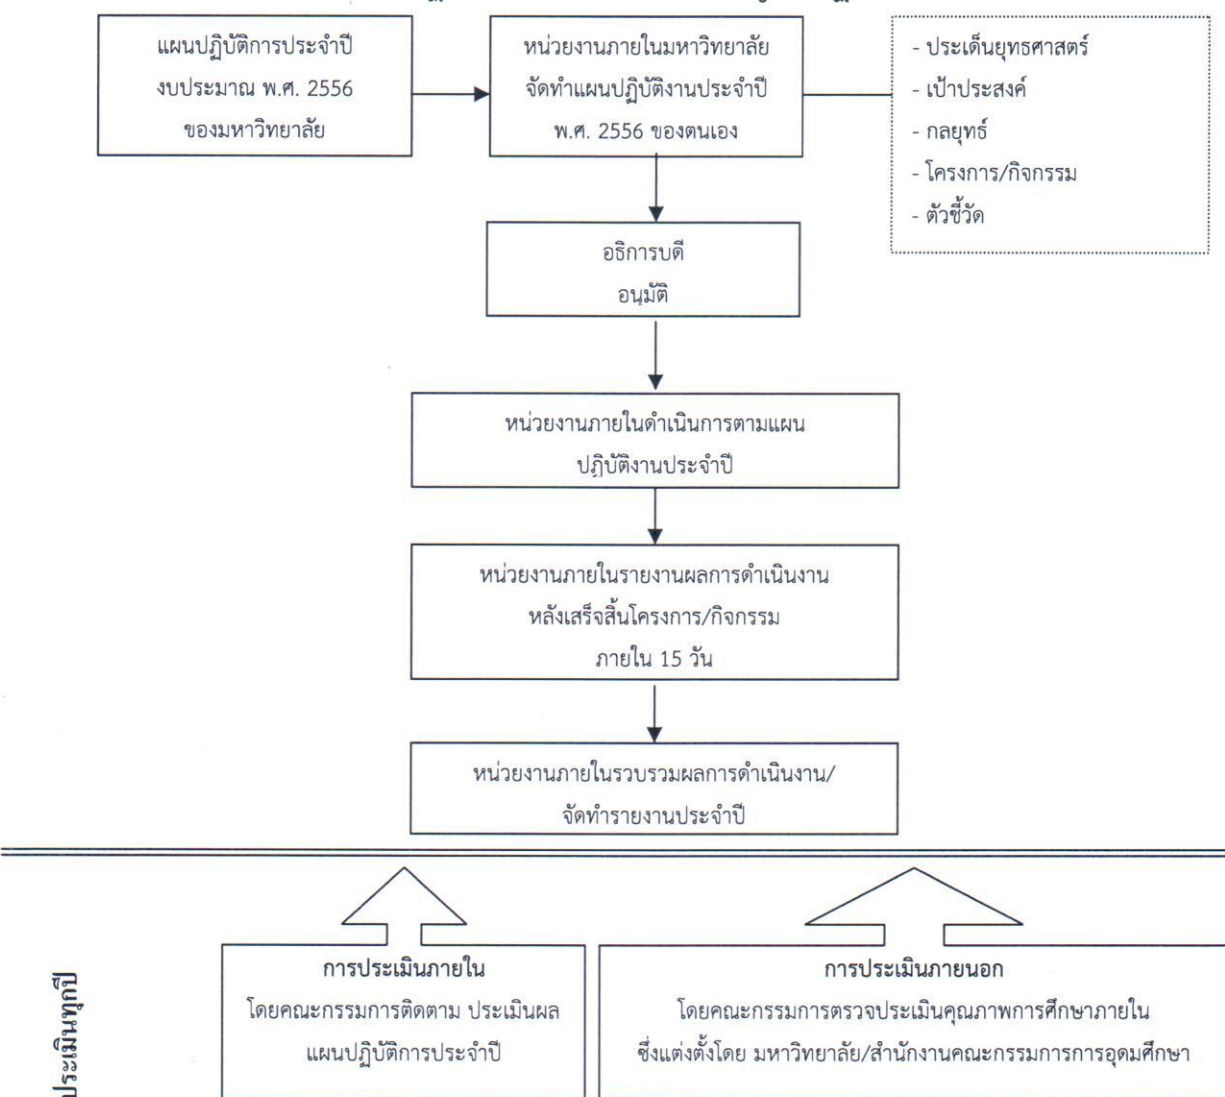 แผนปฏิบัติการประจำปี
งบประมาณ พ.ศ. 2556
ของมหาวิทยาลัย
หน่วยงานภายในมหาวิทยาลัย
จัดทำแผนปฏิบัติงานประจำปี
พ.ศ. 2556 ของตนเอง
- ประเด็นยุทธศาสตร์
- เป้าประสงค์
- กลยุทธ์
- โครงการ/กิจกรรม
- ตัวชี้วัด
อธิการบดี
อนุมัติ
หน่วยงานภายในดำเนินการตามแผน
ปฏิบัติงานประจำปี
หน่วยงานภายในรายงานผลการดำเนินงาน
หลังเสร็จสิ้นโครงการ/กิจกรรม
ภายใน 15 วัน
หน่วยงานภายในรวบรวมผลการดำเนินงาน/
จัดทำรายงานประจำปี
ประเมินทุกปี
การประเมินภายใน
โดยคณะกรรมการติดตาม ประเมินผล
แผนปฏิบัติการประจำปี
การประเมินภายนอก
โดยคณะกรรมการตรวจประเมินคุณภาพการศึกษาภายใน
ซึ่งแต่งตั้งโดย มหาวิทยาลัย/สำนักงานคณะกรรมการการอุดมศึกษา